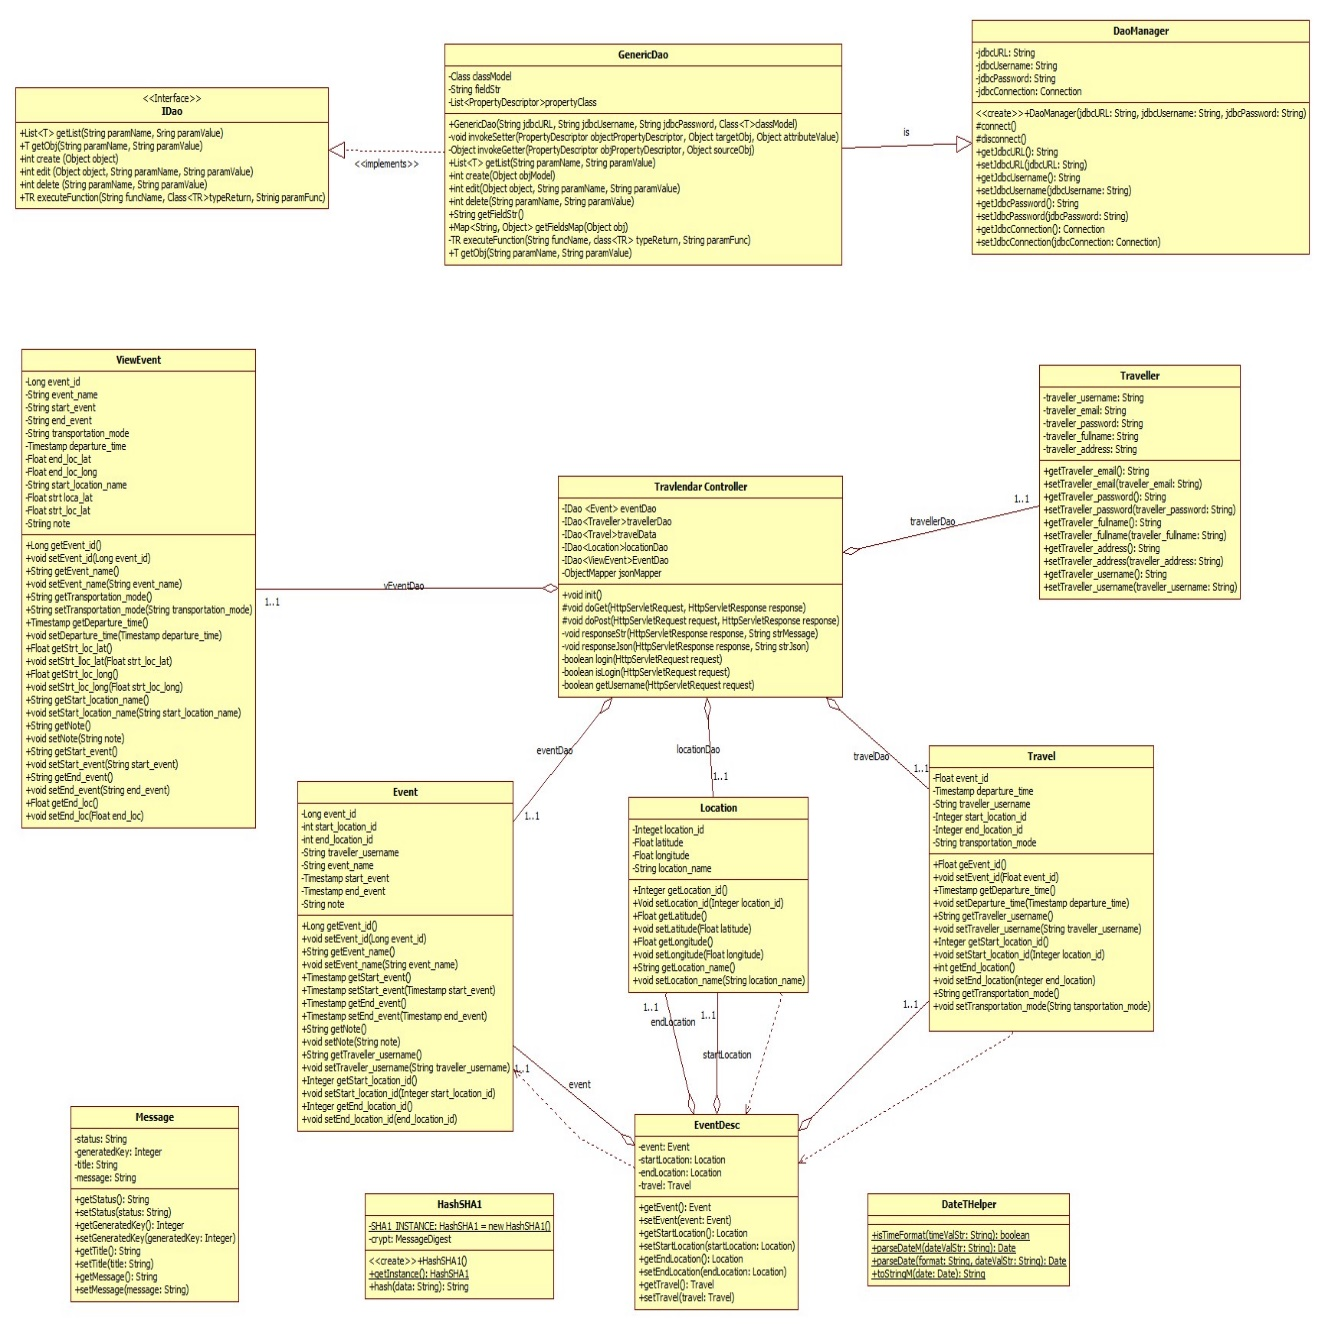 DaoManager
-jdbcURL: String
-jdbcUsername: String
-jdbcPassword: String
-jdbcConnection: Connection
<<create>>+DaoManager(jdbcURL: String, jdbcUsername: String, jdbcPassword: String)
#connect()
#disconnect()
+getJdbcURL(): String
+setJdbURL(jdbcURL: String)
+getJdbcUsername(): String
+setJdbcUsername(jdbcUsername: String)
+getJdbcPassword(): String
+setJdbcPassword(jdbcPassword: String)
+getJdbcConnection(): Connection
+setJdbcConnection(jdbcConnection: Connection)
GenericDao
-Class classModel
-String fieldStr
-List<PropertyDescriptor>propertyClass
+GenericDao(String jdbcURL, String jdbcUsername, String jdbcPassword, Class<T>classModel)
-void invokeSetter(PropertyDescriptor objectPropertyDescriptor, Object targetObj, Object attributeValue)
-Object invokeGetter(PropertyDescriptor objPropertyDescriptor, Object sourceObj)
+List<T> getList(String paramName, String paramValue)
+int create(Object objModel)
+int edit(Object object, String paramName, String paramValue)
+int delete(String paramName, String paramValue)
+String getFieldStr()
+Map<String, Object> getFieldsMap(Object obj)
-TR executeFunction(String funcName, class<TR> typeReturn, String paramFunc)
+T getObj(String paramName, String paramValue)
is
<<Interface>>
IDao
+List<T> getList(String paramName, Sring paramValue)
+T getObj(String paramName, String paramValue)
+int create (Object object)
+int edit (Object object, String paramName, String paramValue)
+int delete (String paramName, String paramValue)
+TR executeFunction(String funcName, Class<TR>typeReturn, Strinig paramFunc)
<<implements>>
ViewEvent
-Long event_id
-String event_name
-String start_event
-String end_event
-String transportation_mode
-Timestamp departure_time
-Float end_loc_lat
-Float end_loc_long
-String start_location_name
-Float strt loca_lat
-Float strt_loc_lat
-Striing note
+Long getEvent_id()
+void setEvent_id(Long event_id)
+String getEvent_name()
+void setEvent_name(String event_name)
+String getTransportation_mode()
+String setTransportation_mode(String transportation_mode)
+Timestamp getDeparture_time()
+void setDeparture_time(Timestamp departure_time)
+Float getStrt_loc_lat()
+void setStrt_lloc_lat(Float strt_loc_lat)
+Float getStrt_loc_long()
+void setStrt_loc_long(Float strt_loc_long)
+String getStart_location_name()
+void setStart_location_name(String start_location_name)
+String getNote()
+void setNote(String note)
+String getStart_event()
+void setStart_event(String start_event)
+String getEnd_event()
+void setEnd_event(String end_event)
+Float getEnd_loc()
+void setEnd_loc(Float end_loc)
1..1
vEventDao
Travlendar Controller
-IDao <Event> eventDao
-IDao<Traveller>travellerDao
-IDao<Travel>travelData
-IDao<Location>locationDao
-IDao<ViewEvent>EventDao
-ObjectMapper jsonMapper
+void init()
#void doGet(HttpServletRequest, HttpServletResponse response)
#void doPost(HttpServletRequest request, HttpServletResponse response)
-void responseStr(HttpServletResponse response, String strMessage)
-void responseJson(HttpServletResponse response, String strJson)
-boolean login(HttpServletRequest request)
-boolean isLogin(HttpServletRequest request)
-boolean getUsername(HttpServletRequest request)
travellerDao
1..1
Traveller
-traveller_username: String
-traveller_email: String
-traveller_password: String
-traveller_fullname: String
-traveller_address: String
+getTraveller_email(): String
+setTraveller_email(traveller_email: String)
+getTraveller_password(): String
+setTraveller_password(traveller_password: String)
+getTraveller_fullname(): String
+setTraveller_fullname(traveller_fullname: String)
+getTraveller_address(): String
+setTraveller_address(traveller_address: String)
+getTraveller_username(): String
+setTraveller_username(traveller_username: String)
eventDao
1..1
locationDao
1..1
travelDao
1..1
Event
-Long event_id
-int start_location_id
-int end_location_id
-String traveller_username
-String event_name
-Timestamp start_event
-Timestamp end_event
-String note
+Long getEvent_id()
+void setEvent_id(Long event_id)
+String getEvent_name()
+void setEvent_name(String event_name)
+Timestamp getStart_event()
+Timestamp setStart_event(Timestamp start_event)
+Timestamp getEnd_event()
+Timestamp setEnd_event(Timestamp end_event)
+String getNote()
+void setNote(String note)
+String getTraveller_username()
+void setTraveller_username(String traveller_username)
+Integer getStart_location_id()
+void setStart_location_id(Integer start_location_id)
+Integer getEnd_location_id()
+void setEnd_location_id(end_location_id)
Location
-Integet location_id
-Float latitude
-Float longitude
-String location_name
+Integer getLocation_id()
+Void setLocation_id(Integer location_id)
+Float getLatitude()
+void setLatitude(Float latitude)
+Float getLongitude()
+void setLongitude(Float longitude)
+String getLocation_name()
+void setLocation_name(String location_name)
Travel
-Float event_id
-Timestamp departure_time
-String traveller_username
-Integer start_location_id
-Integer end_location_id
-String transportation_mode
+Float geEvent_id()
+void setEvent_id(Float event_id)
+Timestamp getDeparture_time()
+void setDeparture_time(Timestamp departure_time)
+String getTraveller_username()
+void setTraveller_username(String traveller_username)
+Integer getStart_location_id()
+void setStart_location_id(Integer location_id)
+int getEnd_location()
+void setEnd_location(integer end_location)
+String getTransportation_mode()
+void setTransportation_mode(String tansportation_mode)
1..1
endLocation
1..1
startLocation
1..1
1..1
event
EventDesc
-event: Event
-startLocation: Location
-endLocation: Location
-travel: Travel
+getEvent(): Event
+setEvent(event: Event)
+getStartLocation(): Location
+setStartLocation(startLocation: Location)
+getEndLocation(): Location
+setEndLocation(endLocation: Location)
+getTravel(): Travel
+setTravel(travel: Travel)
Message
-status: String
-generatedKey: Integer
-title: String
-message: String
+getStatus(): String
+setStatus(status: String)
+getGeneratedKey(): Integer
+setGeneratedKey(generatedKey: Integer)
+getTitle(): String
+setTitle(title: String)
+getMessage(): String
+setMessage(message: String)
HashSHA1
-SHA1_INSTANCE: HashSHA1 = new HashSHA1()
-crypt: MessageDigest
<<create>>+HashSHA1()
+getInstance(): HashSHA1
+hash(data: String): String
DateTHelper
+isTimeFormat(timeValStr: String): boolean
+parseDateM(dateValStr: String): Date
+parseDate(format: String, dateValStr: String): Date
+toStringM(date: Date): String